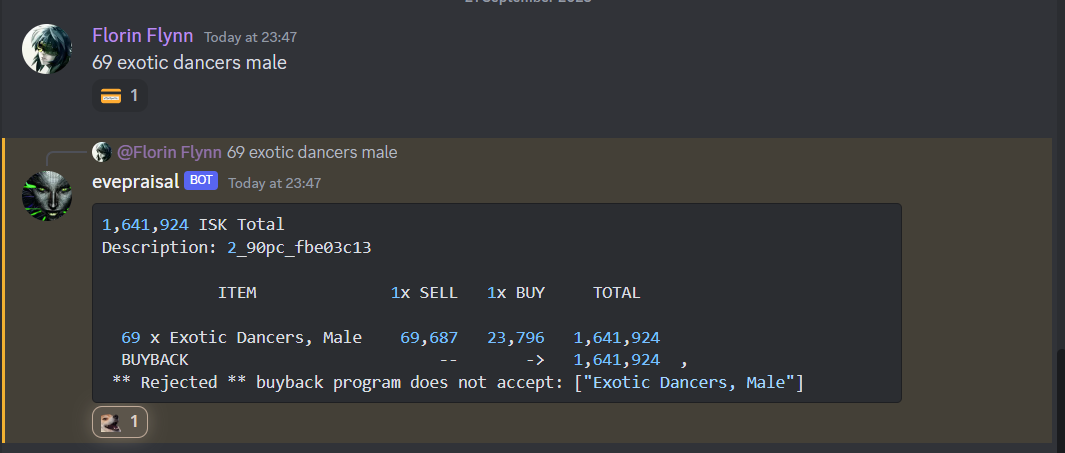 Florin Flynn Today at 23:47
69 exotic dancers male
1
@Florin Flynn 69 exotic dancers male
evepraisal BOT Today at 23:47
1,641,924 ISK Total
Description: 2_90pc_fbe03c13
ITEM 1x SELL 1x BUY TOTAL
69 x Exotic Dancers, Male 69,687 23,796 1,641,924
BUYBACK -- -> 1,641,924 ,
** Rejected ** buyback program does not accept: ["Exotic Dancers, Male"]
1